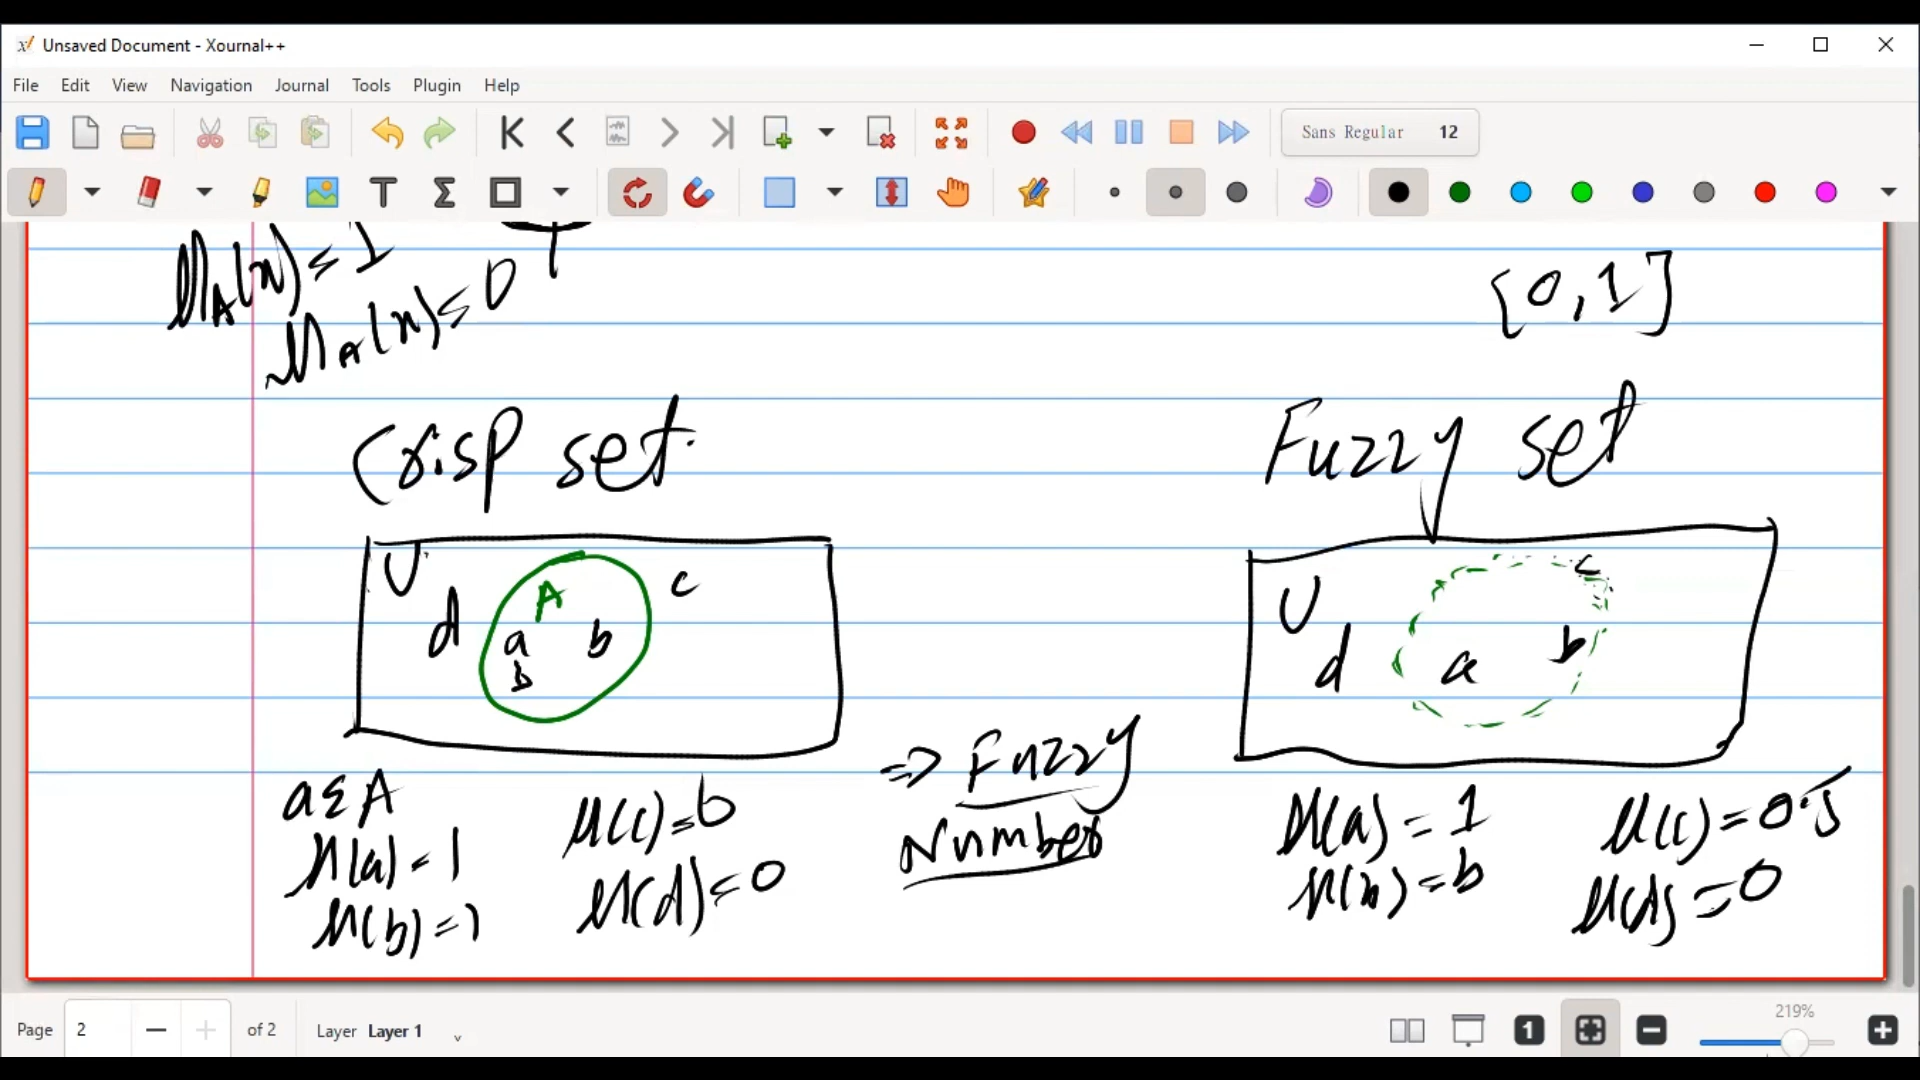 Unsaved Document - Xournal++
File Edit View Navigation Journal Tools Plugin Help
Sans Regular 12
μA(x) = 1
μA(x) = 0
[0, 1]
Crisp set
Fuzzy set
U
A
d a b c
b
U
c
d a b
a ε A
μ(a) = 1
μ(b) = 1
μ(c) = 0
μ(d) = 0
=> Fuzzy
Number
μ(a) = 1
μ(b) = b
μ(c) = 0.5
μ(d) = 0
Page 2 of 2 Layer Layer 1
219%